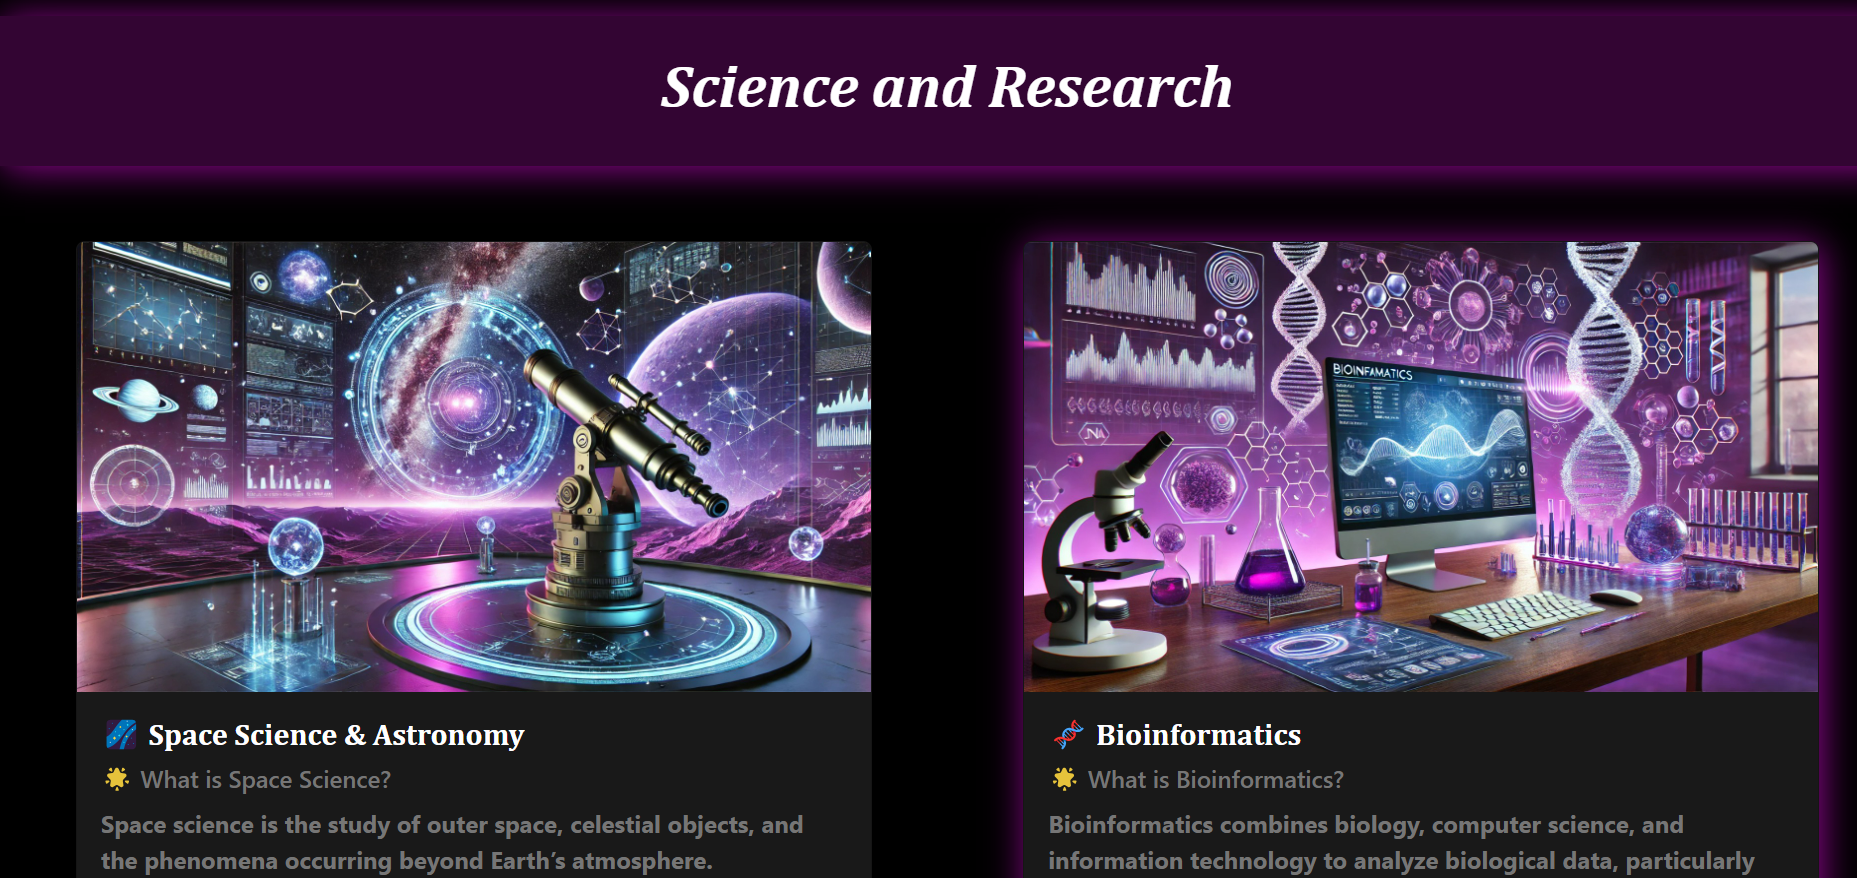 Science and Research
BIOINFAMATICS
Space Science & Astronomy
What is Space Science?
Space science is the study of outer space, celestial objects, and
the phenomena occurring beyond Earth’s atmosphere.
Bioinformatics
What is Bioinformatics?
Bioinformatics combines biology, computer science, and
information technology to analyze biological data, particularly